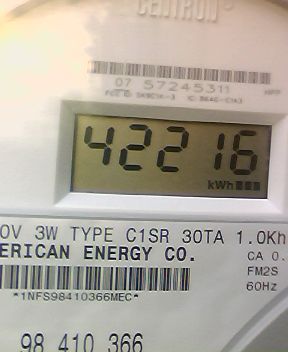 CENTRON
07 57245311
42216
kWh
0V 3W TYPE C1SR 30TA 1.0Kh
ERICAN ENERGY CO.
CA 0.
FM2S
60Hz
*1NFS98410366MEC*
98 410 366